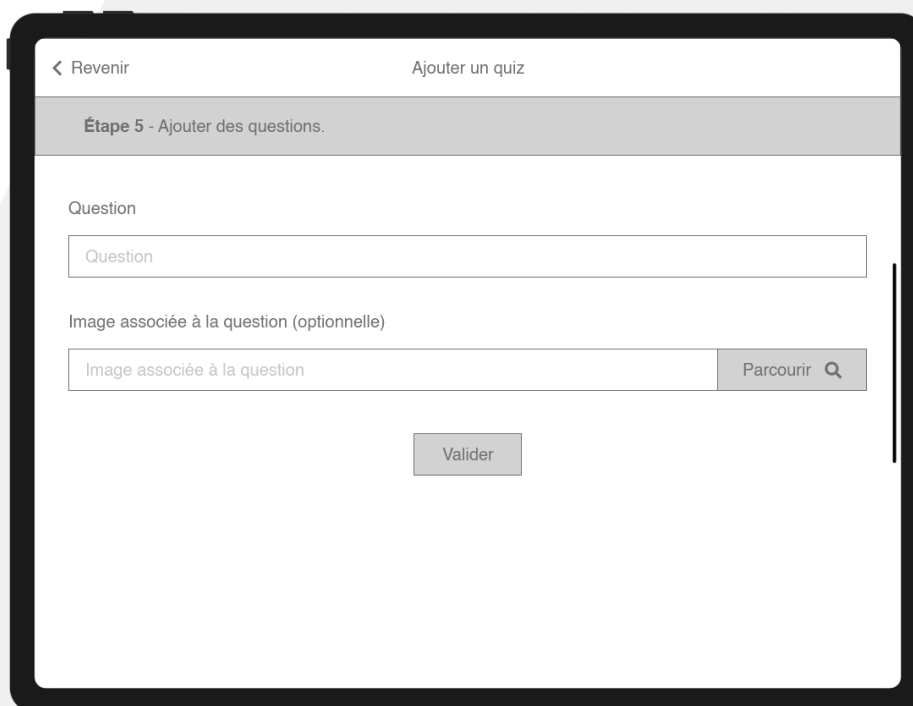 Revenir
Ajouter un quiz
Étape 5 - Ajouter des questions.
Question
Question
Image associée à la question (optionnelle)
Image associée à la question
Parcourir
Valider